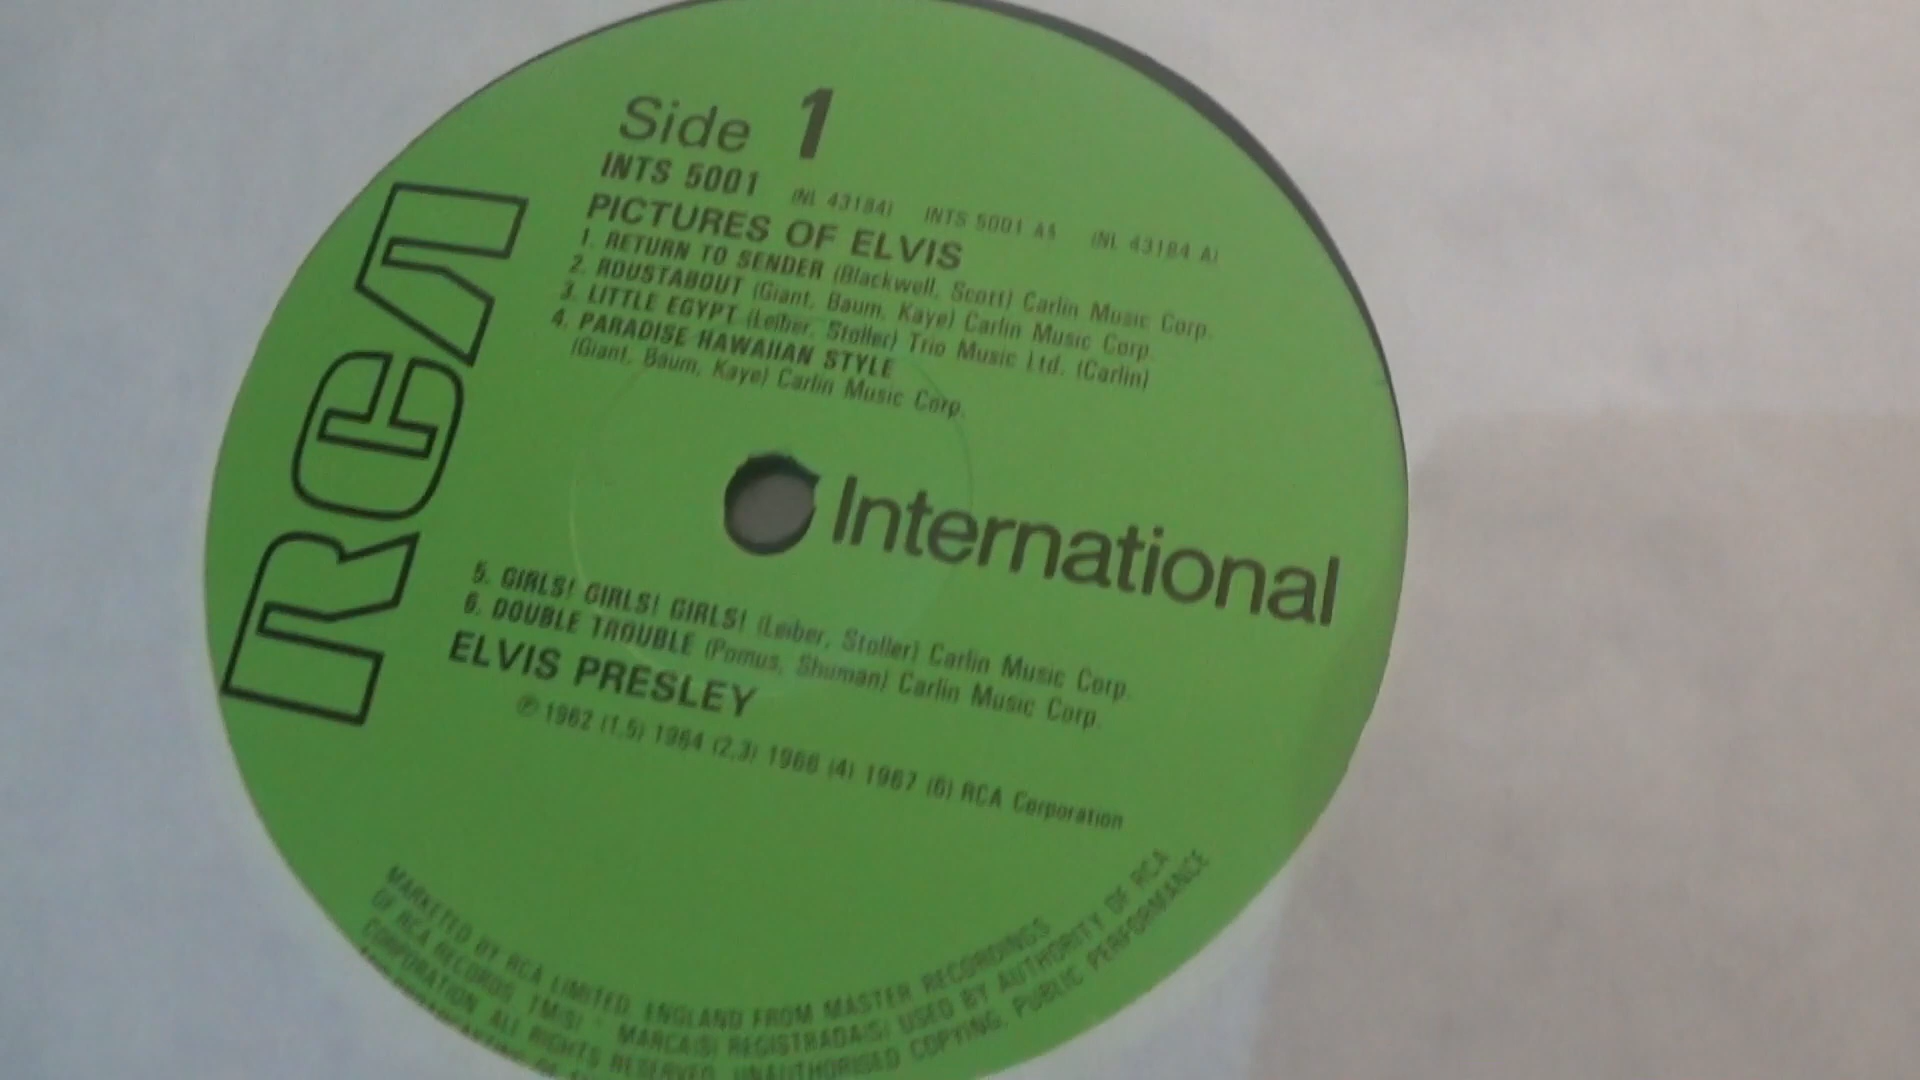 RCA
Side 1
INTS 5001 (NL 43184) INTS 5001 AS (NL 43184 A)
PICTURES OF ELVIS
1. RETURN TO SENDER (Blackwell, Scott) Carlin Music Corp.
2. ROUSTABOUT (Giant, Baum, Kaye) Carlin Music Corp.
3. LITTLE EGYPT (Leiber, Stoller) Trio Music Ltd. (Carlin)
4. PARADISE HAWAIIAN STYLE
(Giant, Baum, Kaye) Carlin Music Corp.
International
5. GIRLS! GIRLS! GIRLS! (Leiber, Stoller) Carlin Music Corp.
6. DOUBLE TROUBLE (Pomus, Shuman) Carlin Music Corp.
ELVIS PRESLEY
℗ 1962 (1,5) 1964 (2,3) 1966 (4) 1967 (6) RCA Corporation
MARKETED BY RCA LIMITED, ENGLAND FROM MASTER RECORDINGS
OF RCA RECORDS. TM(S) - MARCA(S) REGISTRADA(S) USED BY AUTHORITY OF RCA
CORPORATION. ALL RIGHTS RESERVED. UNAUTHORISED COPYING, PUBLIC PERFORMANCE